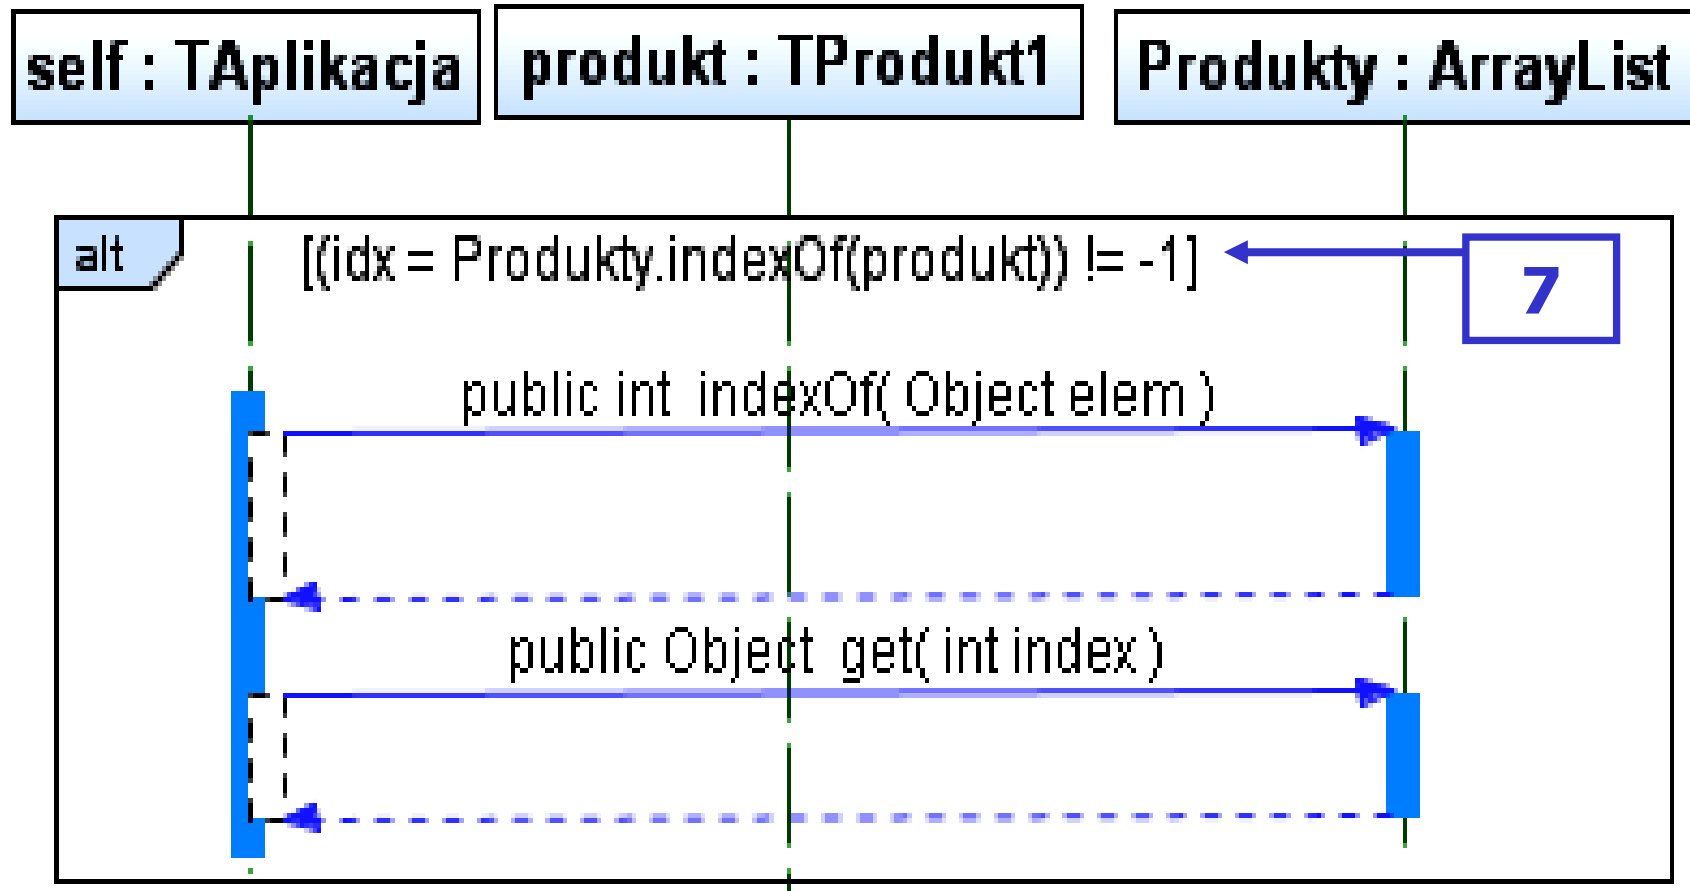 self : TAplikacja
produkt : TProdukt1
Produkty : ArrayList
alt
[(idx = Produkty.indexOf(produkt)) != -1]
7
public int  indexOf( Object elem )
public Object  get( int index )